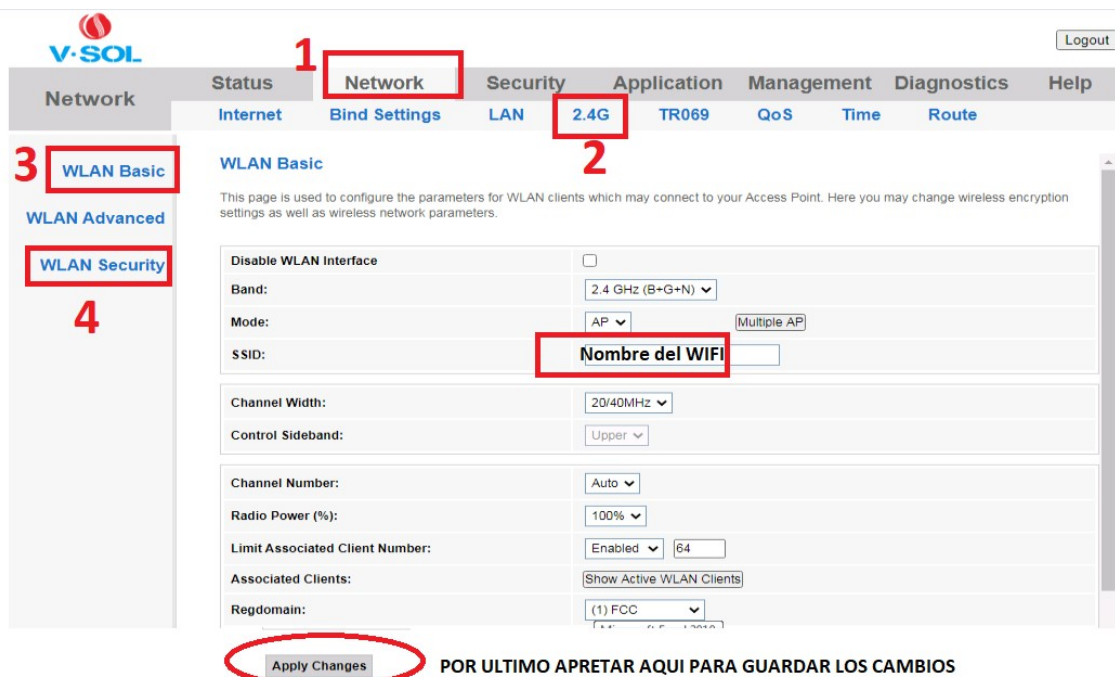 V·SOL
Logout
1
Network
Status Network Security Application Management Diagnostics Help
Internet Bind Settings LAN 2.4G TR069 QoS Time Route
2
3
WLAN Basic
WLAN Advanced
WLAN Security
4
WLAN Basic
This page is used to configure the parameters for WLAN clients which may connect to your Access Point. Here you may change wireless encryption
settings as well as wireless network parameters.
Disable WLAN Interface
Band: 2.4 GHz (B+G+N)
Mode: AP Multiple AP
SSID: Nombre del WIFI
Channel Width: 20/40MHz
Control Sideband: Upper
Channel Number: Auto
Radio Power (%): 100%
Limit Associated Client Number: Enabled 64
Associated Clients: Show Active WLAN Clients
Regdomain: (1) FCC
Apply Changes POR ULTIMO APRETAR AQUI PARA GUARDAR LOS CAMBIOS